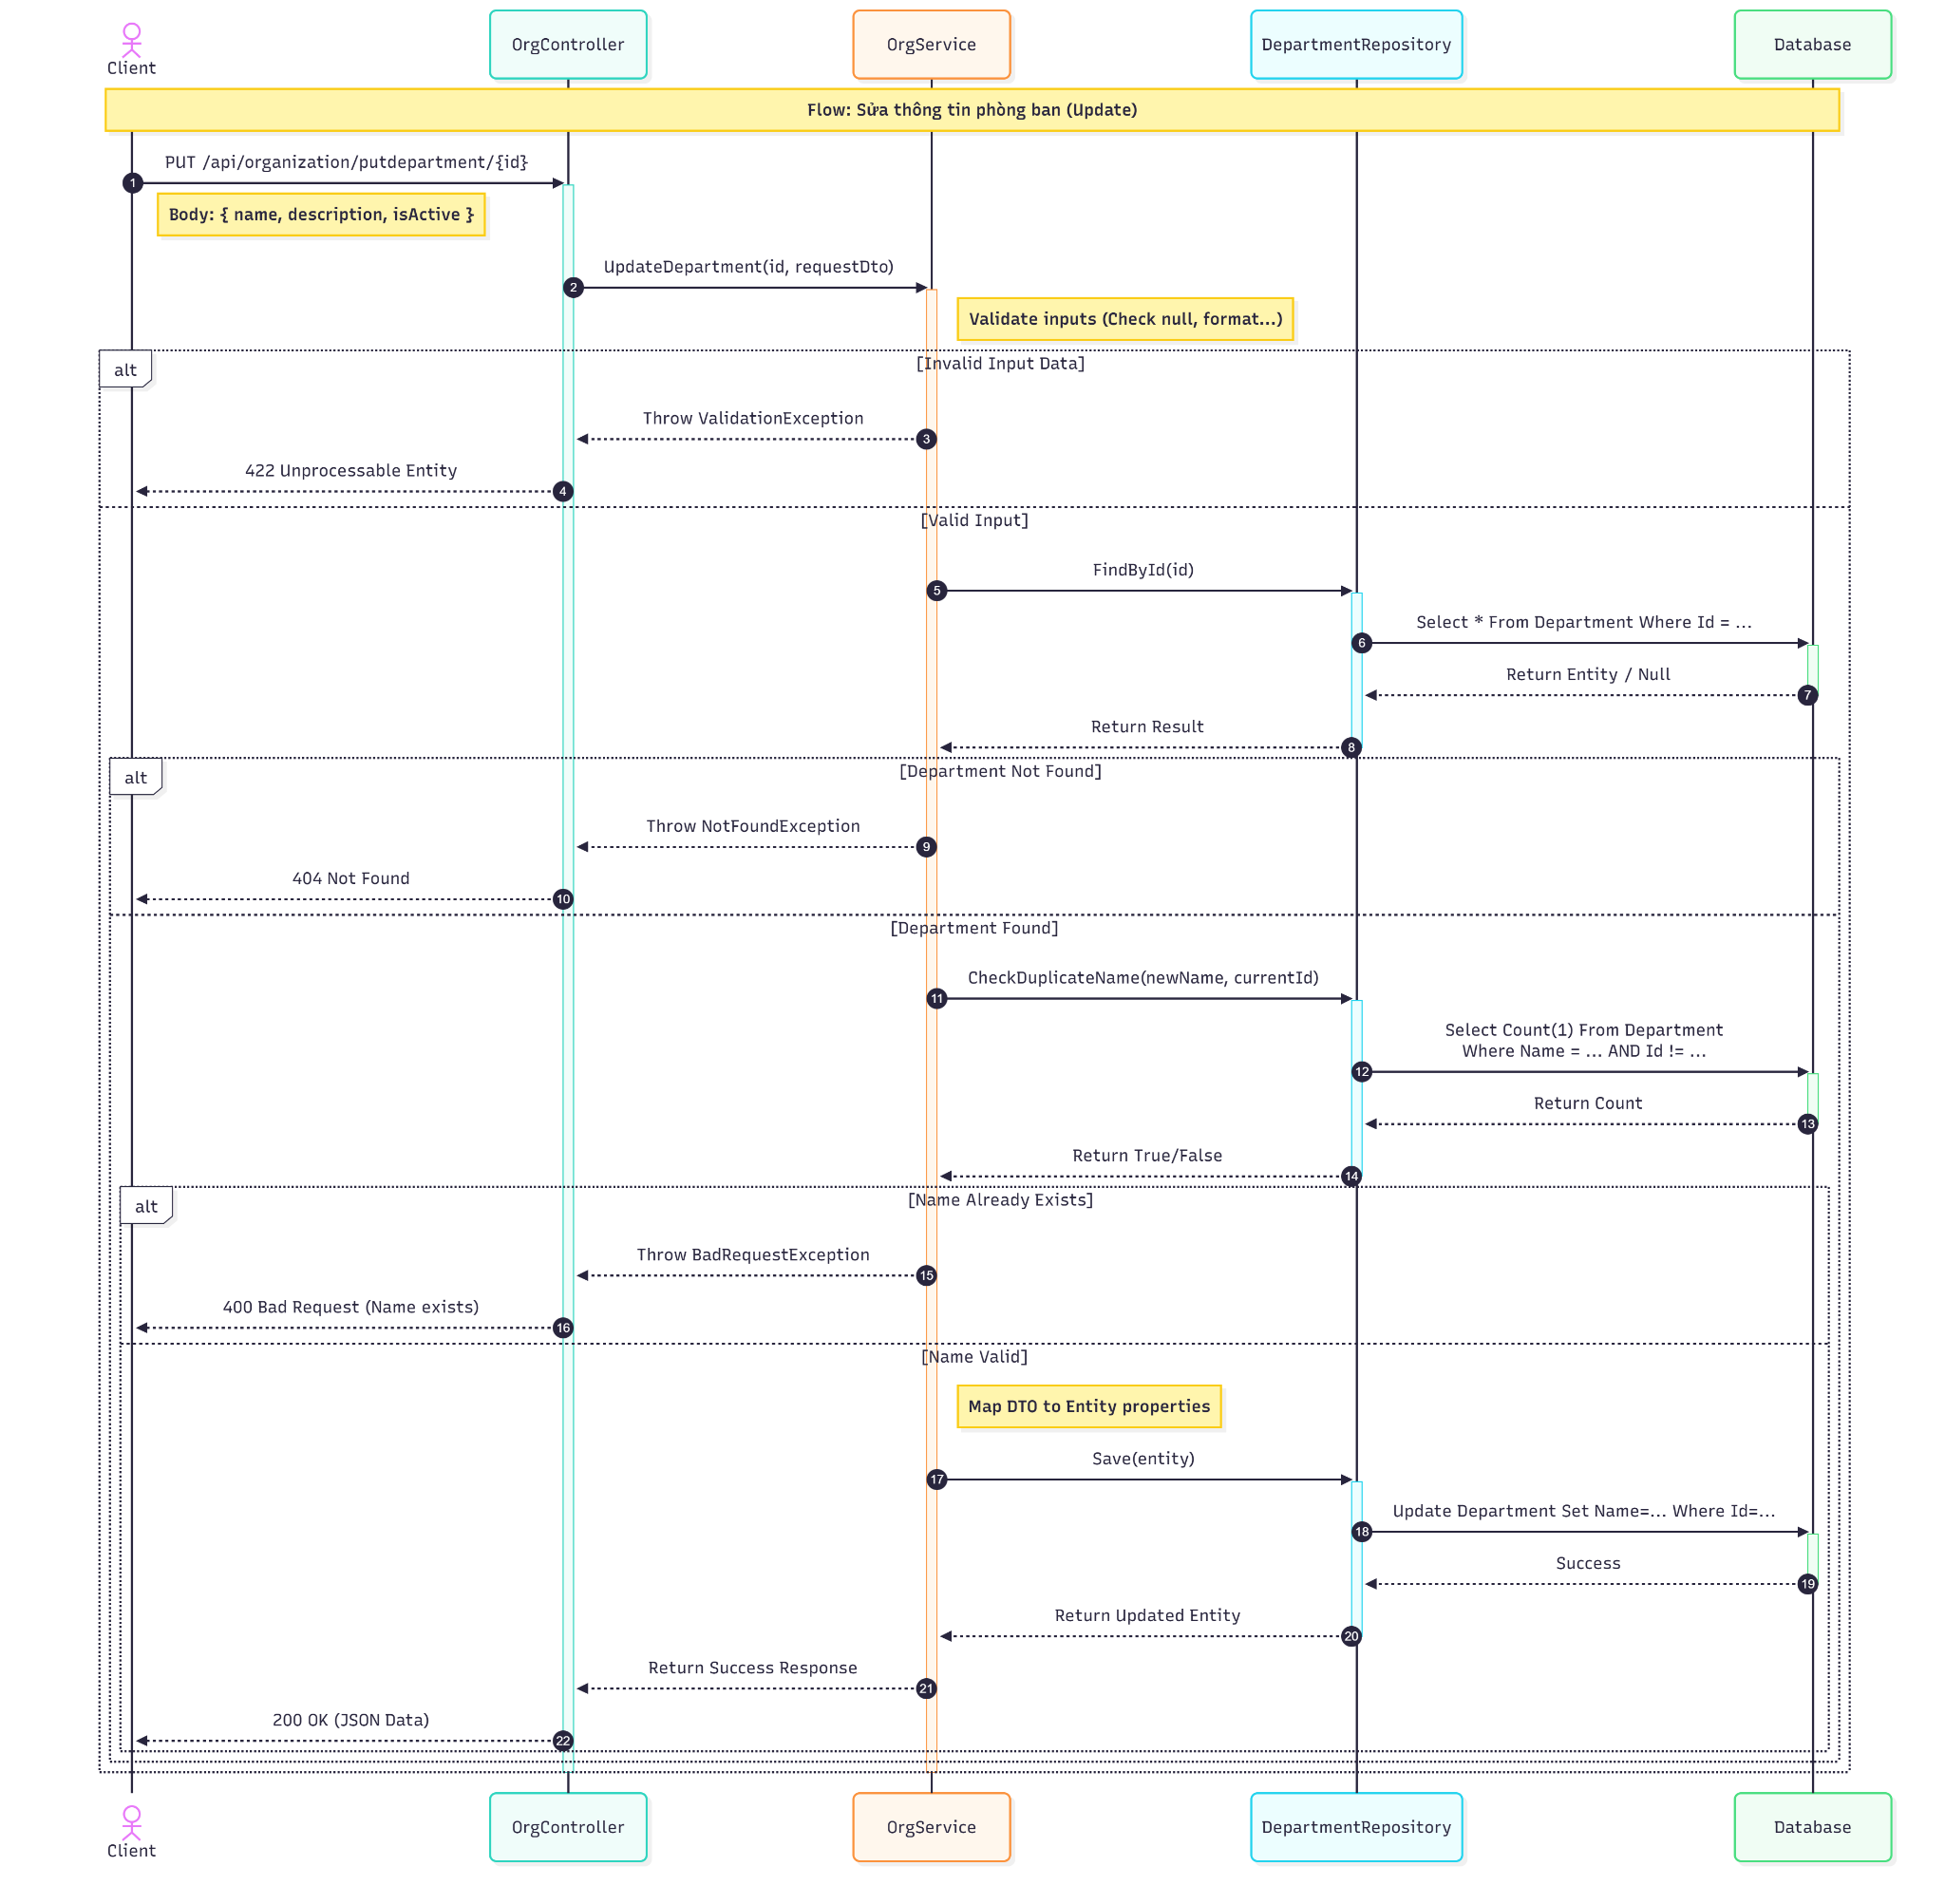 Client
OrgController
OrgService
DepartmentRepository
Database
Flow: Sửa thông tin phòng ban (Update)
PUT /api/organization/putdepartment/{id}
1
Body: { name, description, isActive }
UpdateDepartment(id, requestDto)
2
Validate inputs (Check null, format...)
alt
[Invalid Input Data]
Throw ValidationException
3
422 Unprocessable Entity
4
[Valid Input]
FindById(id)
5
Select * From Department Where Id = ...
6
Return Entity / Null
7
Return Result
8
alt
[Department Not Found]
Throw NotFoundException
9
404 Not Found
10
[Department Found]
CheckDuplicateName(newName, currentId)
11
Select Count(1) From Department
Where Name = ... AND Id != ...
12
Return Count
13
Return True/False
14
alt
[Name Already Exists]
Throw BadRequestException
15
400 Bad Request (Name exists)
16
[Name Valid]
Map DTO to Entity properties
Save(entity)
17
Update Department Set Name=... Where Id=...
18
Success
19
Return Updated Entity
20
Return Success Response
21
200 OK (JSON Data)
22
Client
OrgController
OrgService
DepartmentRepository
Database